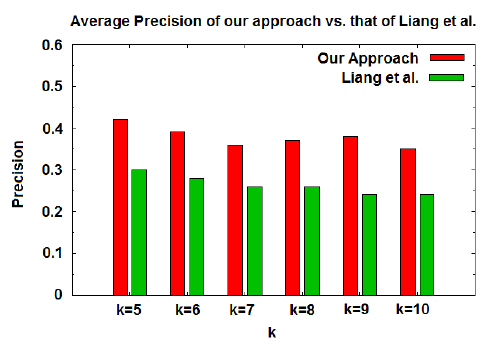 Average Precision of our approach vs. that of Liang et al.
Our Approach
Liang et al.
0.6
0.5
0.4
0.3
0.2
0.1
0
Precision
k=5 k=6 k=7 k=8 k=9 k=10
k